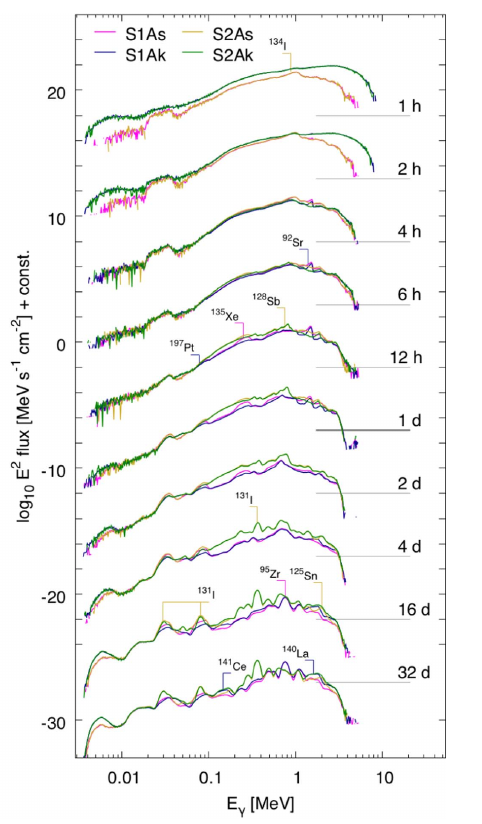 S1As S2As
S1Ak S2Ak
¹³⁴I
20
1 h
2 h
10
4 h
⁹²Sr
6 h
¹³⁵Xe ¹²⁸Sb
0
¹⁹⁷Pt
12 h
1 d
-10
2 d
¹³¹I
4 d
-20
¹³¹I ⁹⁵Zr ¹²⁵Sn
16 d
¹⁴¹Ce ¹⁴⁰La
32 d
-30
0.01 0.1 1 10
Eγ [MeV]
log₁₀ E² flux [MeV s⁻¹ cm⁻²] + const.